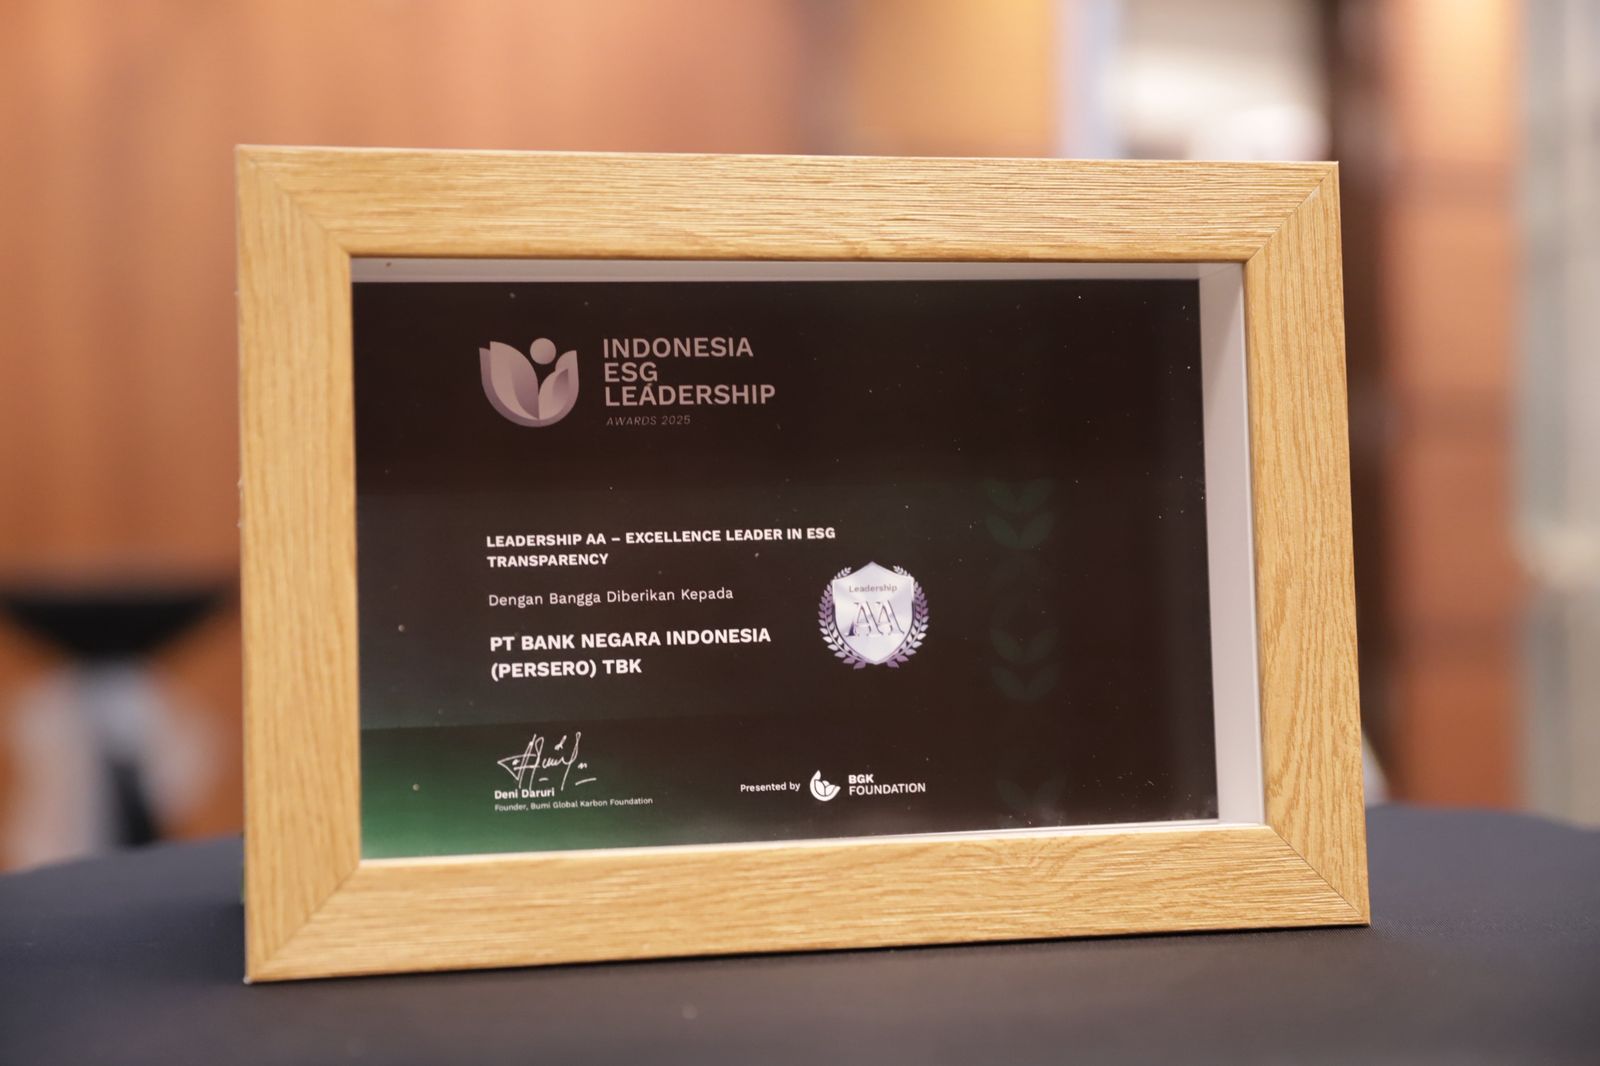 INDONESIA
ESG
LEADERSHIP
AWARDS 2025
LEADERSHIP AA – EXCELLENCE LEADER IN ESG
TRANSPARENCY
Dengan Bangga Diberikan Kepada
PT BANK NEGARA INDONESIA
(PERSERO) TBK
Leadership
AA
Deni Daruri
Founder, Bumi Global Karbon Foundation
Presented by
BGK
FOUNDATION